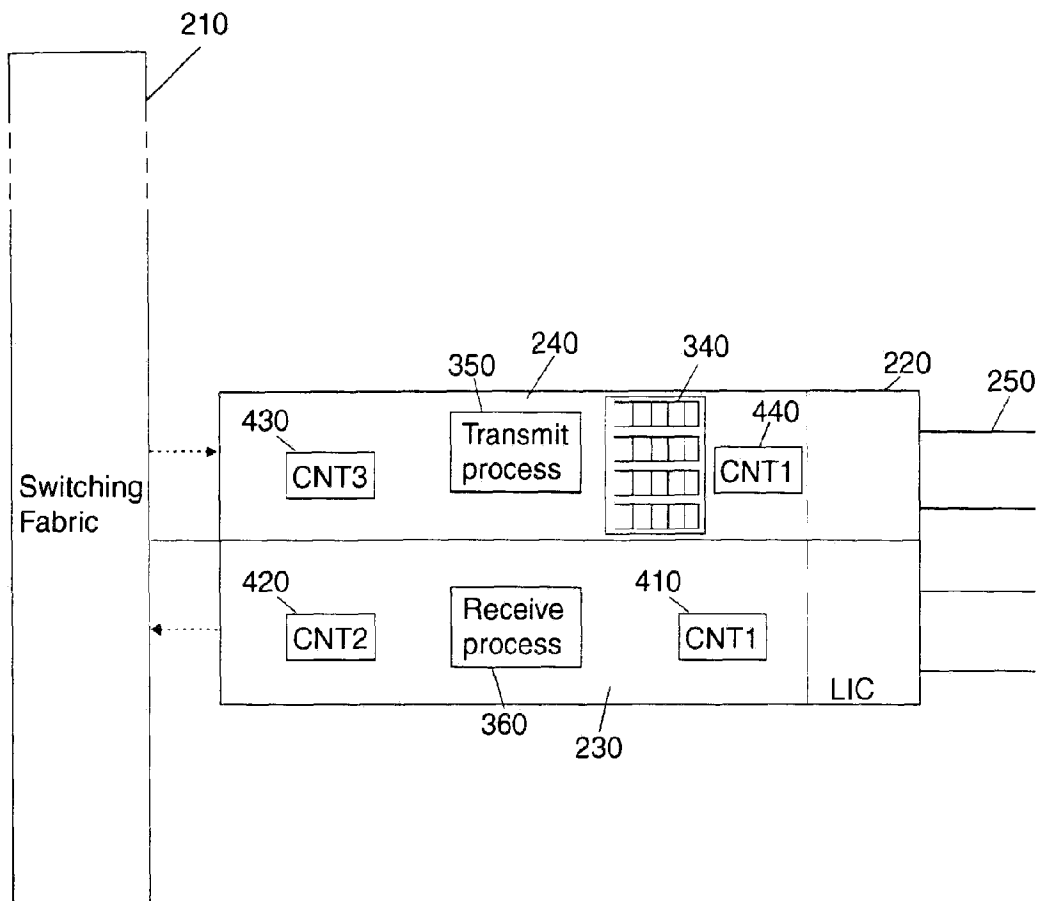 210
350
240
340
220
250
430
Transmit
process
440
CNT3
CNT1
Switching
Fabric
420
Receive
process
410
CNT2
CNT1
LIC
360
230